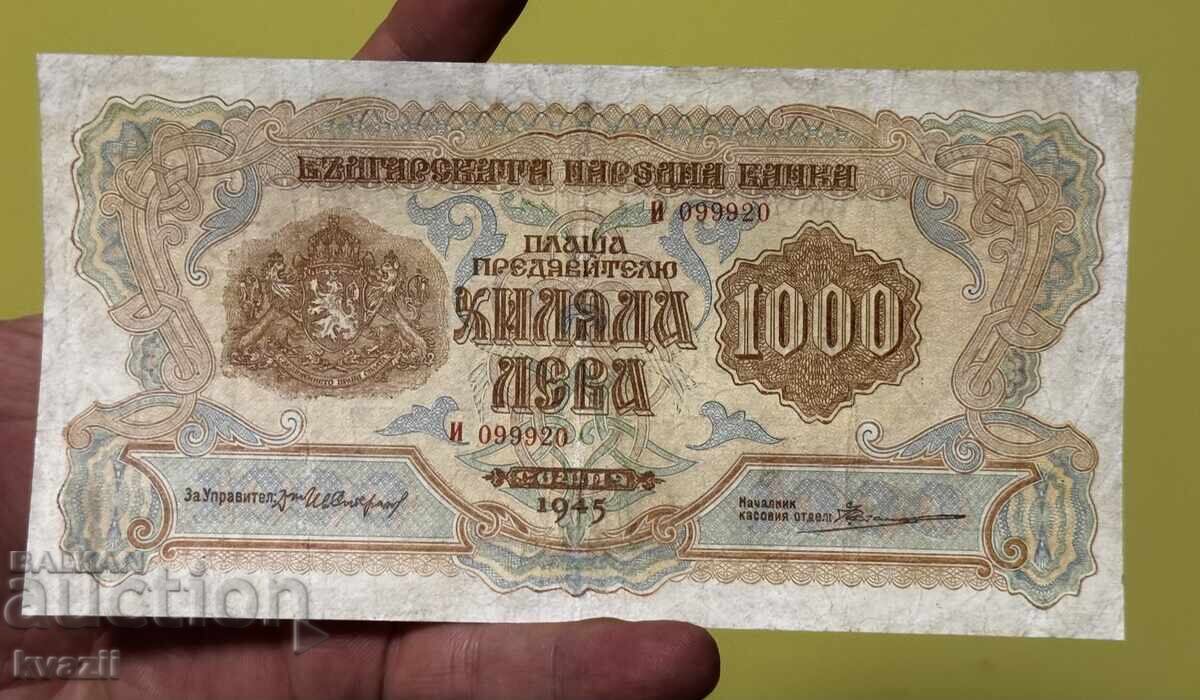 БЪЛГАРСКАТА НАРОДНА БАНКА
И 099920
ПЛАЩА
ПРЕДАВИТЕЛЮ
ХИЛЯДА
ЛЕВА
1000
И 099920
СОФИЯ
1945
За Управител:
Началник
касовия отдел:
BALKAN
auction
kvazii